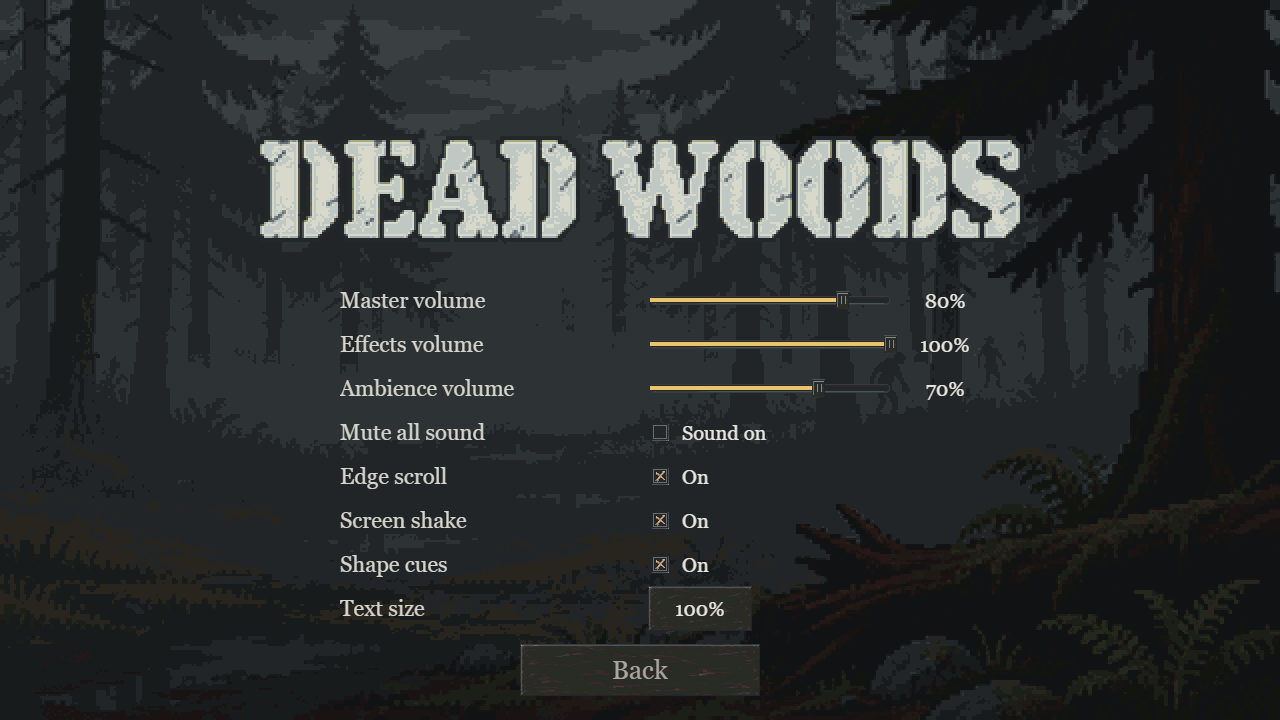 DEAD WOODS
Master volume 80%
Effects volume 100%
Ambience volume 70%
Mute all sound Sound on
Edge scroll On
Screen shake On
Shape cues On
Text size 100%
Back